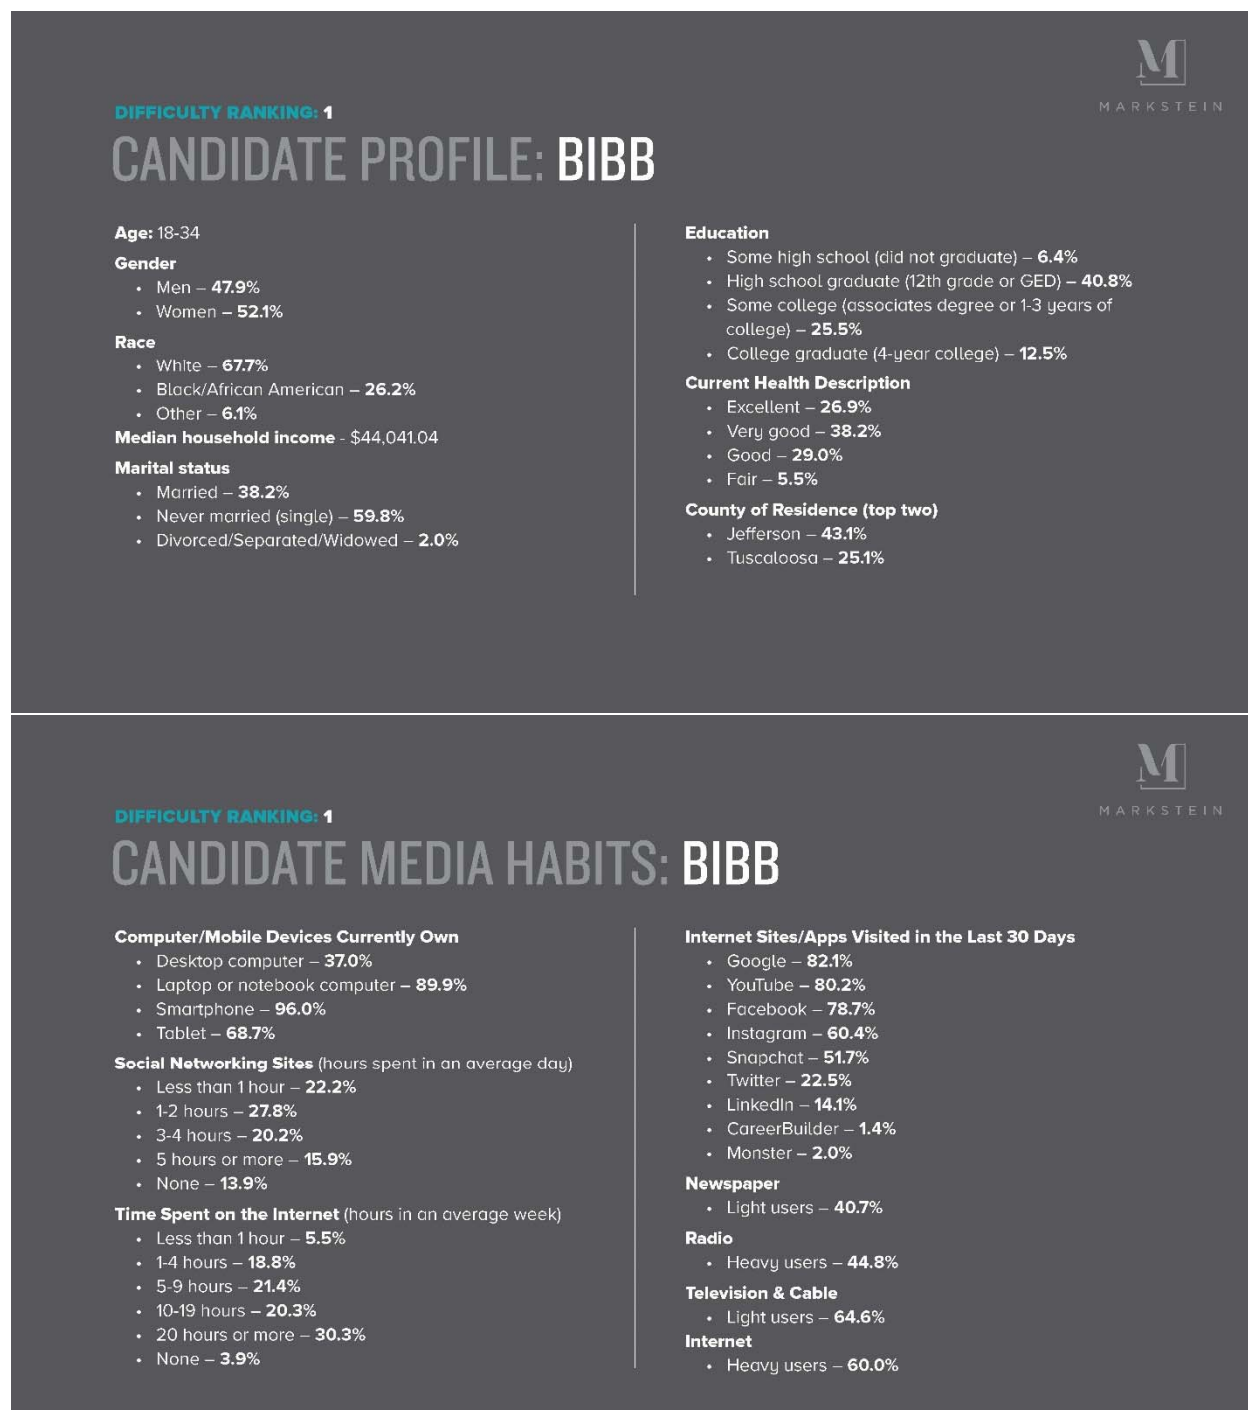 M
MARKSTEIN
DIFFICULTY RANKING: 1
CANDIDATE PROFILE: BIBB
Age: 18-34
Gender
• Men – 47.9%
• Women – 52.1%
Race
• White – 67.7%
• Black/African American – 26.2%
• Other – 6.1%
Median household income - $44,041.04
Marital status
• Married – 38.2%
• Never married (single) – 59.8%
• Divorced/Separated/Widowed – 2.0%
Education
• Some high school (did not graduate) – 6.4%
• High school graduate (12th grade or GED) – 40.8%
• Some college (associates degree or 1-3 years of
college) – 25.5%
• College graduate (4-year college) – 12.5%
Current Health Description
• Excellent – 26.9%
• Very good – 38.2%
• Good – 29.0%
• Fair – 5.5%
County of Residence (top two)
• Jefferson – 43.1%
• Tuscaloosa – 25.1%
M
MARKSTEIN
DIFFICULTY RANKING: 1
CANDIDATE MEDIA HABITS: BIBB
Computer/Mobile Devices Currently Own
• Desktop computer – 37.0%
• Laptop or notebook computer – 89.9%
• Smartphone – 96.0%
• Tablet – 68.7%
Social Networking Sites (hours spent in an average day)
• Less than 1 hour – 22.2%
• 1-2 hours – 27.8%
• 3-4 hours – 20.2%
• 5 hours or more – 15.9%
• None – 13.9%
Time Spent on the Internet (hours in an average week)
• Less than 1 hour – 5.5%
• 1-4 hours – 18.8%
• 5-9 hours – 21.4%
• 10-19 hours – 20.3%
• 20 hours or more – 30.3%
• None – 3.9%
Internet Sites/Apps Visited in the Last 30 Days
• Google – 82.1%
• YouTube – 80.2%
• Facebook – 78.7%
• Instagram – 60.4%
• Snapchat – 51.7%
• Twitter – 22.5%
• LinkedIn – 14.1%
• CareerBuilder – 1.4%
• Monster – 2.0%
Newspaper
• Light users – 40.7%
Radio
• Heavy users – 44.8%
Television & Cable
• Light users – 64.6%
Internet
• Heavy users – 60.0%